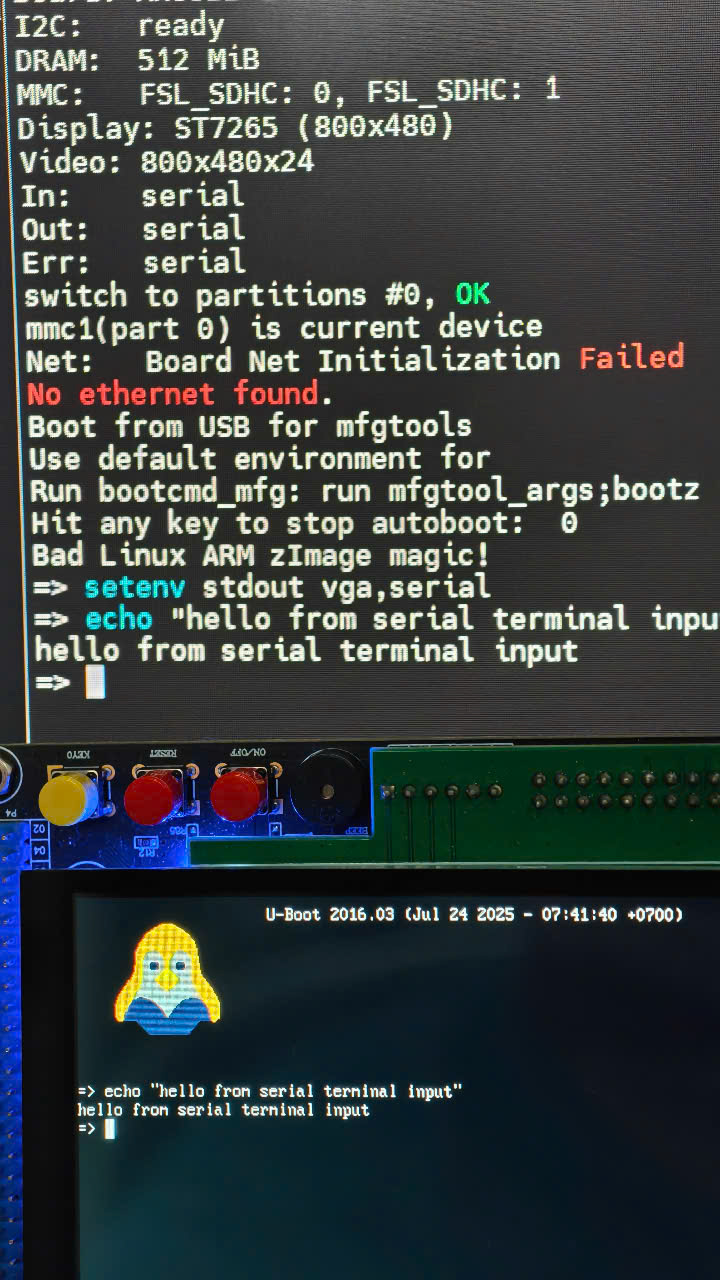 I2C: ready
DRAM: 512 MiB
MMC: FSL_SDHC: 0, FSL_SDHC: 1
Display: ST7265 (800x480)
Video: 800x480x24
In: serial
Out: serial
Err: serial
switch to partitions #0, OK
mmc1(part 0) is current device
Net: Board Net Initialization Failed
No ethernet found.
Boot from USB for mfgtools
Use default environment for
Run bootcmd_mfg: run mfgtool_args;bootz
Hit any key to stop autoboot: 0
Bad Linux ARM zImage magic!
=> setenv stdout vga,serial
=> echo "hello from serial terminal inpu
hello from serial terminal input
=>
KEY0 RESET ON/OFF
P4
02
04
R12
BEEP
U-Boot 2016.03 (Jul 24 2025 - 07:41:40 +0700)
=> echo "hello from serial terminal input"
hello from serial terminal input
=>